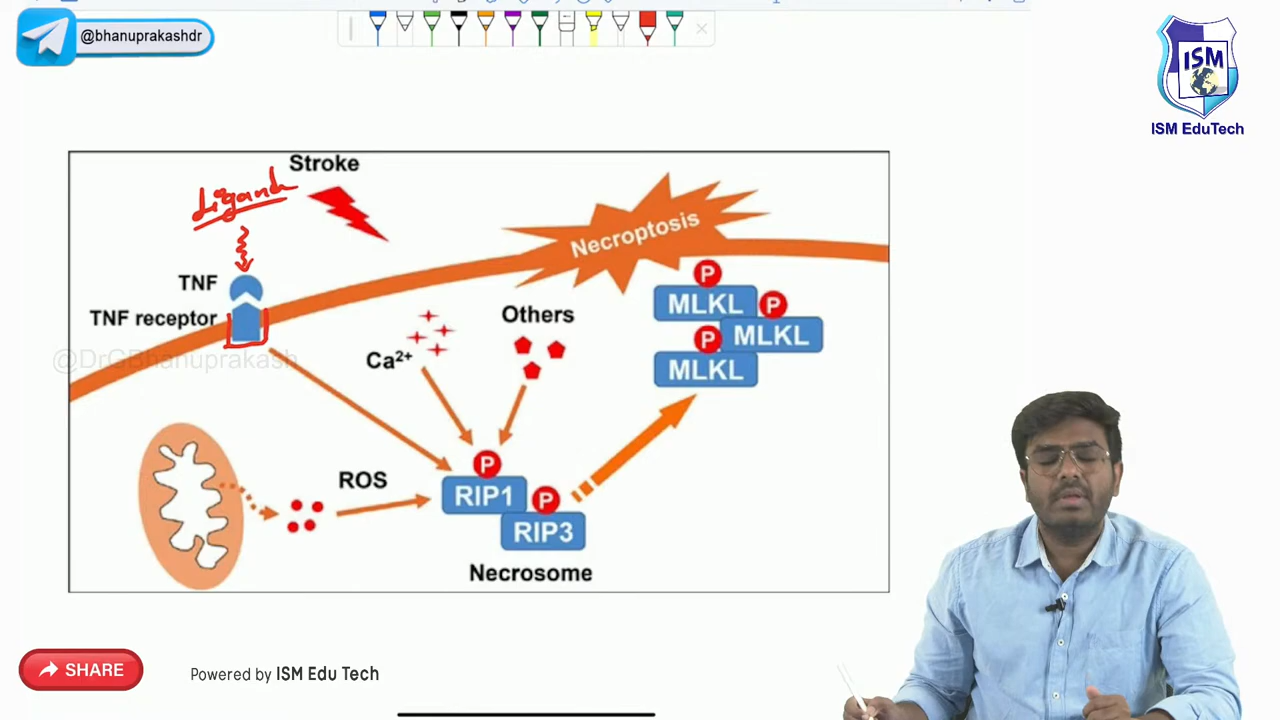 @bhanuprakashdr
ISM
ISM EduTech
Stroke
Ligand
Necroptosis
TNF
TNF receptor
P
MLKL
P
MLKL
P
MLKL
Others
Ca²⁺
@DrGBhanuprakash
ROS
P
RIP1
P
RIP3
Necrosome
SHARE
Powered by ISM Edu Tech